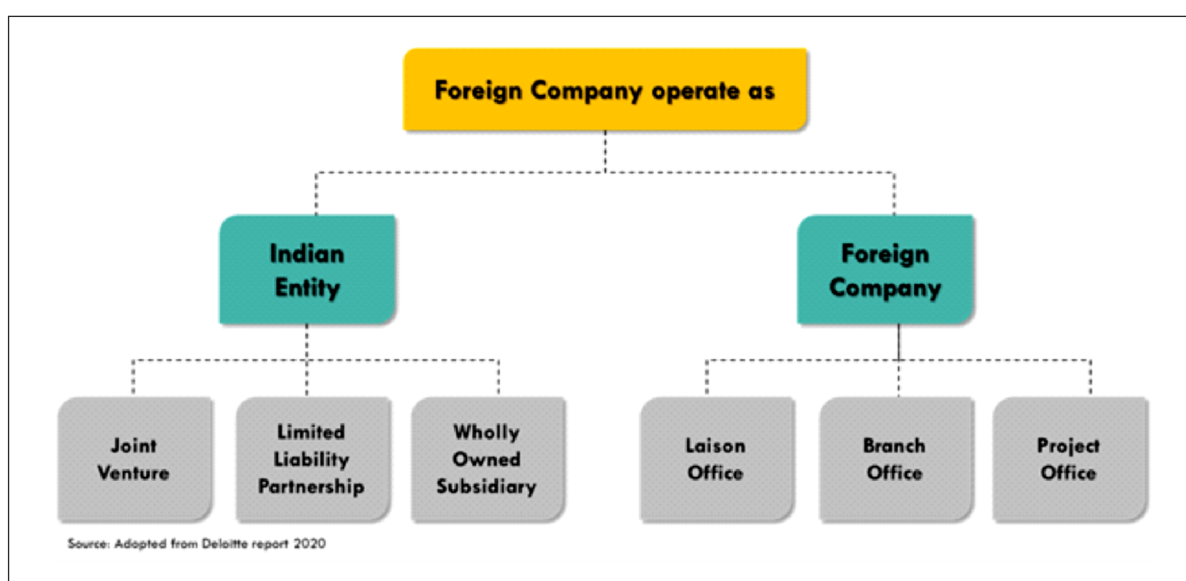 Foreign Company operate as
Indian
Entity
Foreign
Company
Joint
Venture
Limited
Liability
Partnership
Wholly
Owned
Subsidiary
Laison
Office
Branch
Office
Project
Office
Source: Adopted from Deloitte report 2020